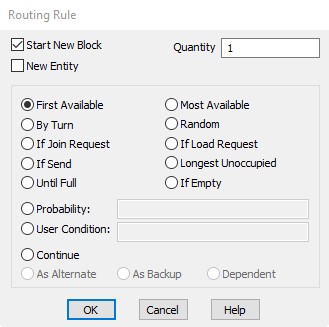 Routing Rule
Start New Block Quantity 1
New Entity
First Available Most Available
By Turn Random
If Join Request If Load Request
If Send Longest Unoccupied
Until Full If Empty
Probability:
User Condition:
Continue
As Alternate As Backup Dependent
OK Cancel Help